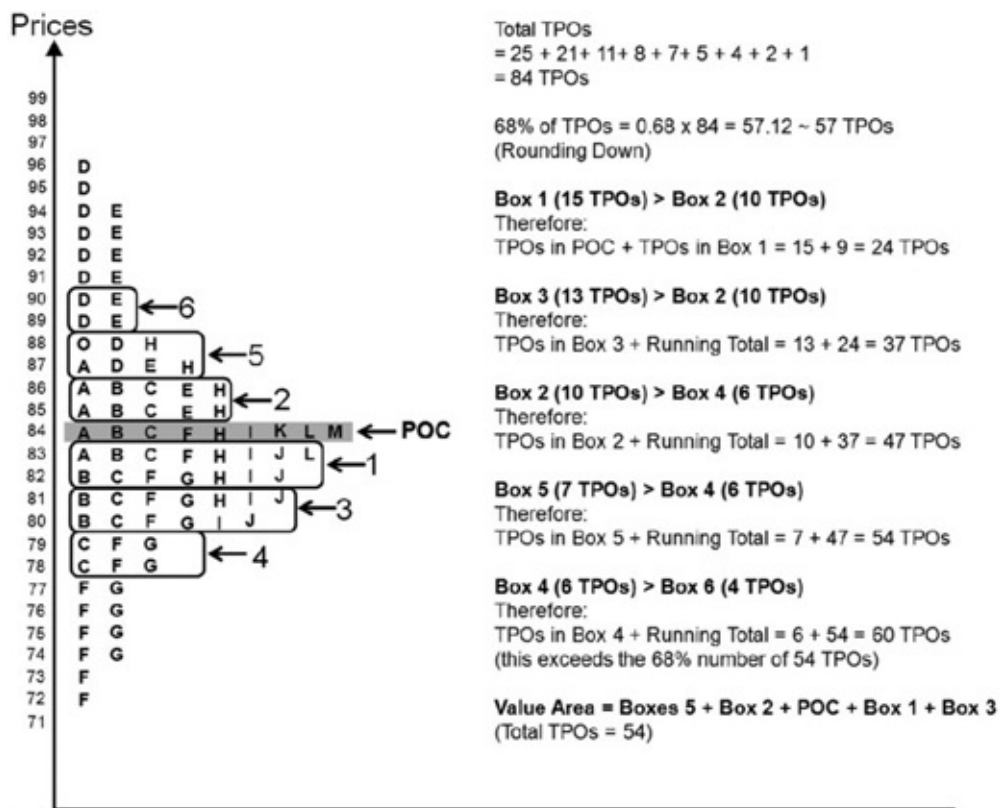 Prices
99
98
97
96 D
95 D
94 D E
93 D E
92 D E
91 D E
90 D E
89 D E
6
88 O D H
87 A D E H
5
86 A B C E H
85 A B C E H
2
84 A B C F H I K L M
POC
83 A B C F H I J L
82 B C F G H I J
1
81 B C F G H I J
80 B C F G I J
3
79 C F G
78 C F G
4
77 F G
76 F G
75 F G
74 F G
73 F
72 F
71
Total TPOs
= 25 + 21+ 11+ 8 + 7+ 5 + 4 + 2 + 1
= 84 TPOs
68% of TPOs = 0.68 x 84 = 57.12 ~ 57 TPOs
(Rounding Down)
Box 1 (15 TPOs) > Box 2 (10 TPOs)
Therefore:
TPOs in POC + TPOs in Box 1 = 15 + 9 = 24 TPOs
Box 3 (13 TPOs) > Box 2 (10 TPOs)
Therefore:
TPOs in Box 3 + Running Total = 13 + 24 = 37 TPOs
Box 2 (10 TPOs) > Box 4 (6 TPOs)
Therefore:
TPOs in Box 2 + Running Total = 10 + 37 = 47 TPOs
Box 5 (7 TPOs) > Box 4 (6 TPOs)
Therefore:
TPOs in Box 5 + Running Total = 7 + 47 = 54 TPOs
Box 4 (6 TPOs) > Box 6 (4 TPOs)
Therefore:
TPOs in Box 4 + Running Total = 6 + 54 = 60 TPOs
(this exceeds the 68% number of 54 TPOs)
Value Area = Boxes 5 + Box 2 + POC + Box 1 + Box 3
(Total TPOs = 54)